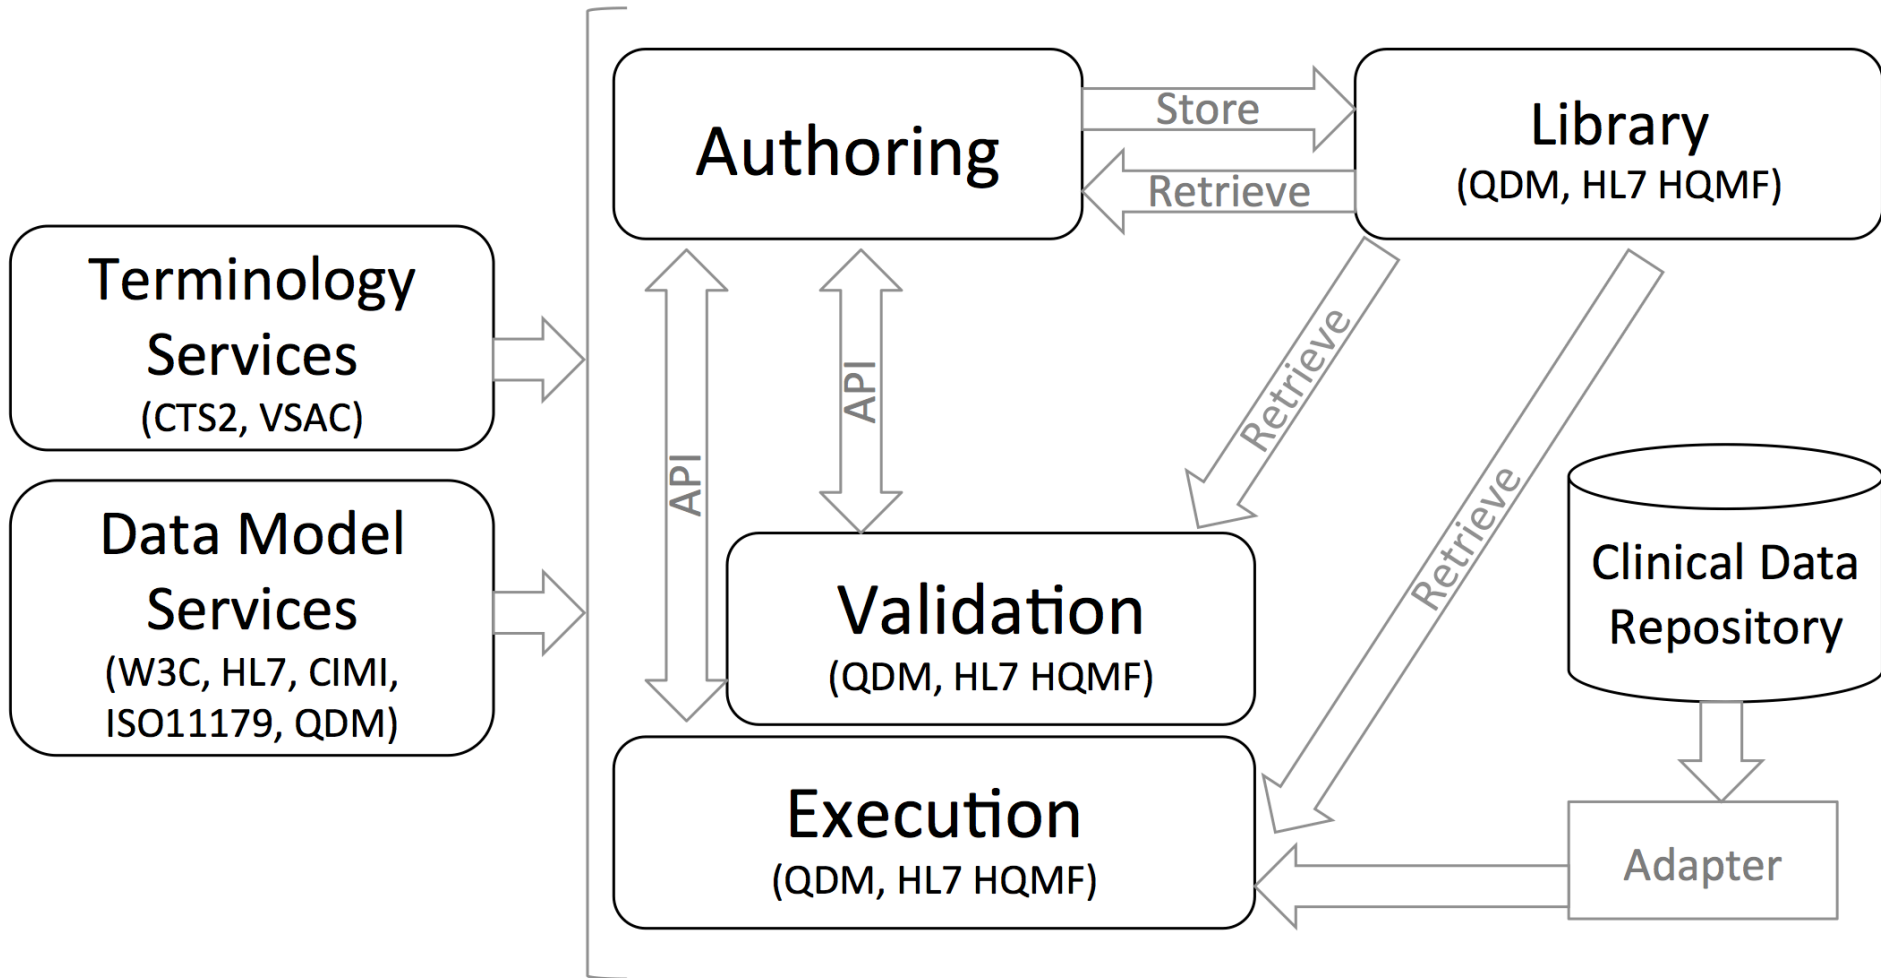 Authoring
Store
Retrieve
Library
(QDM, HL7 HQMF)
Terminology
Services
(CTS2, VSAC)
Data Model
Services
(W3C, HL7, CIMI,
ISO11179, QDM)
API
API
Retrieve
Retrieve
Validation
(QDM, HL7 HQMF)
Execution
(QDM, HL7 HQMF)
Clinical Data
Repository
Adapter